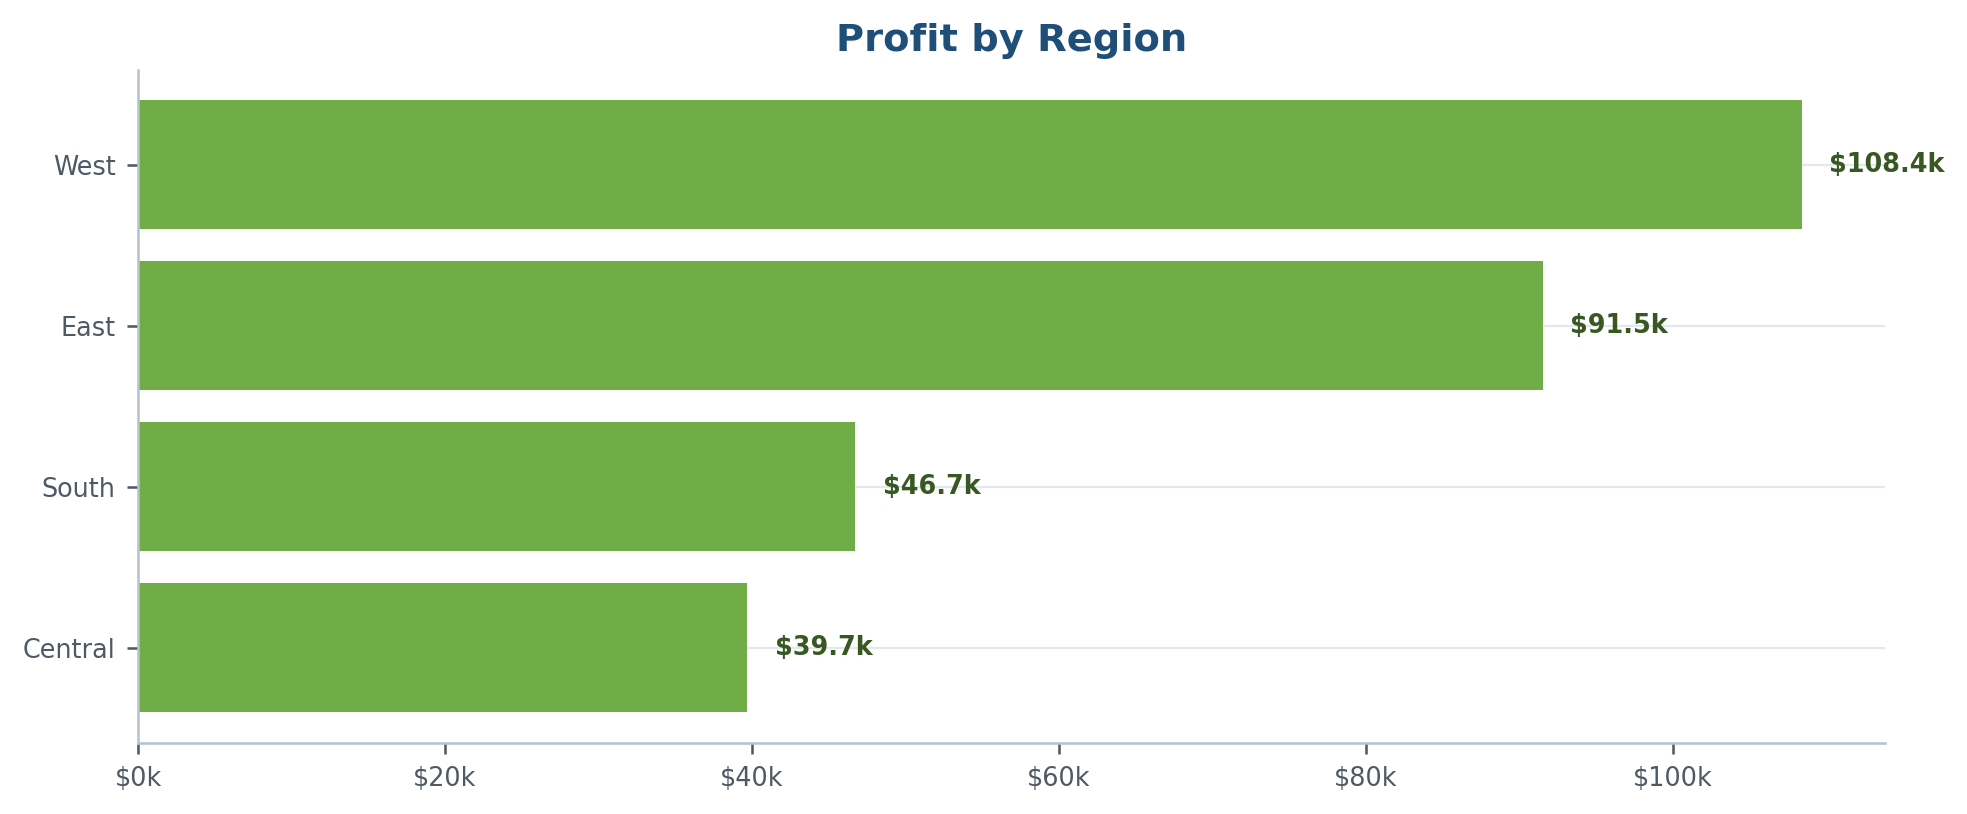 Profit by Region
West
$108.4k
East
$91.5k
South
$46.7k
Central
$39.7k
$0k $20k $40k $60k $80k $100k